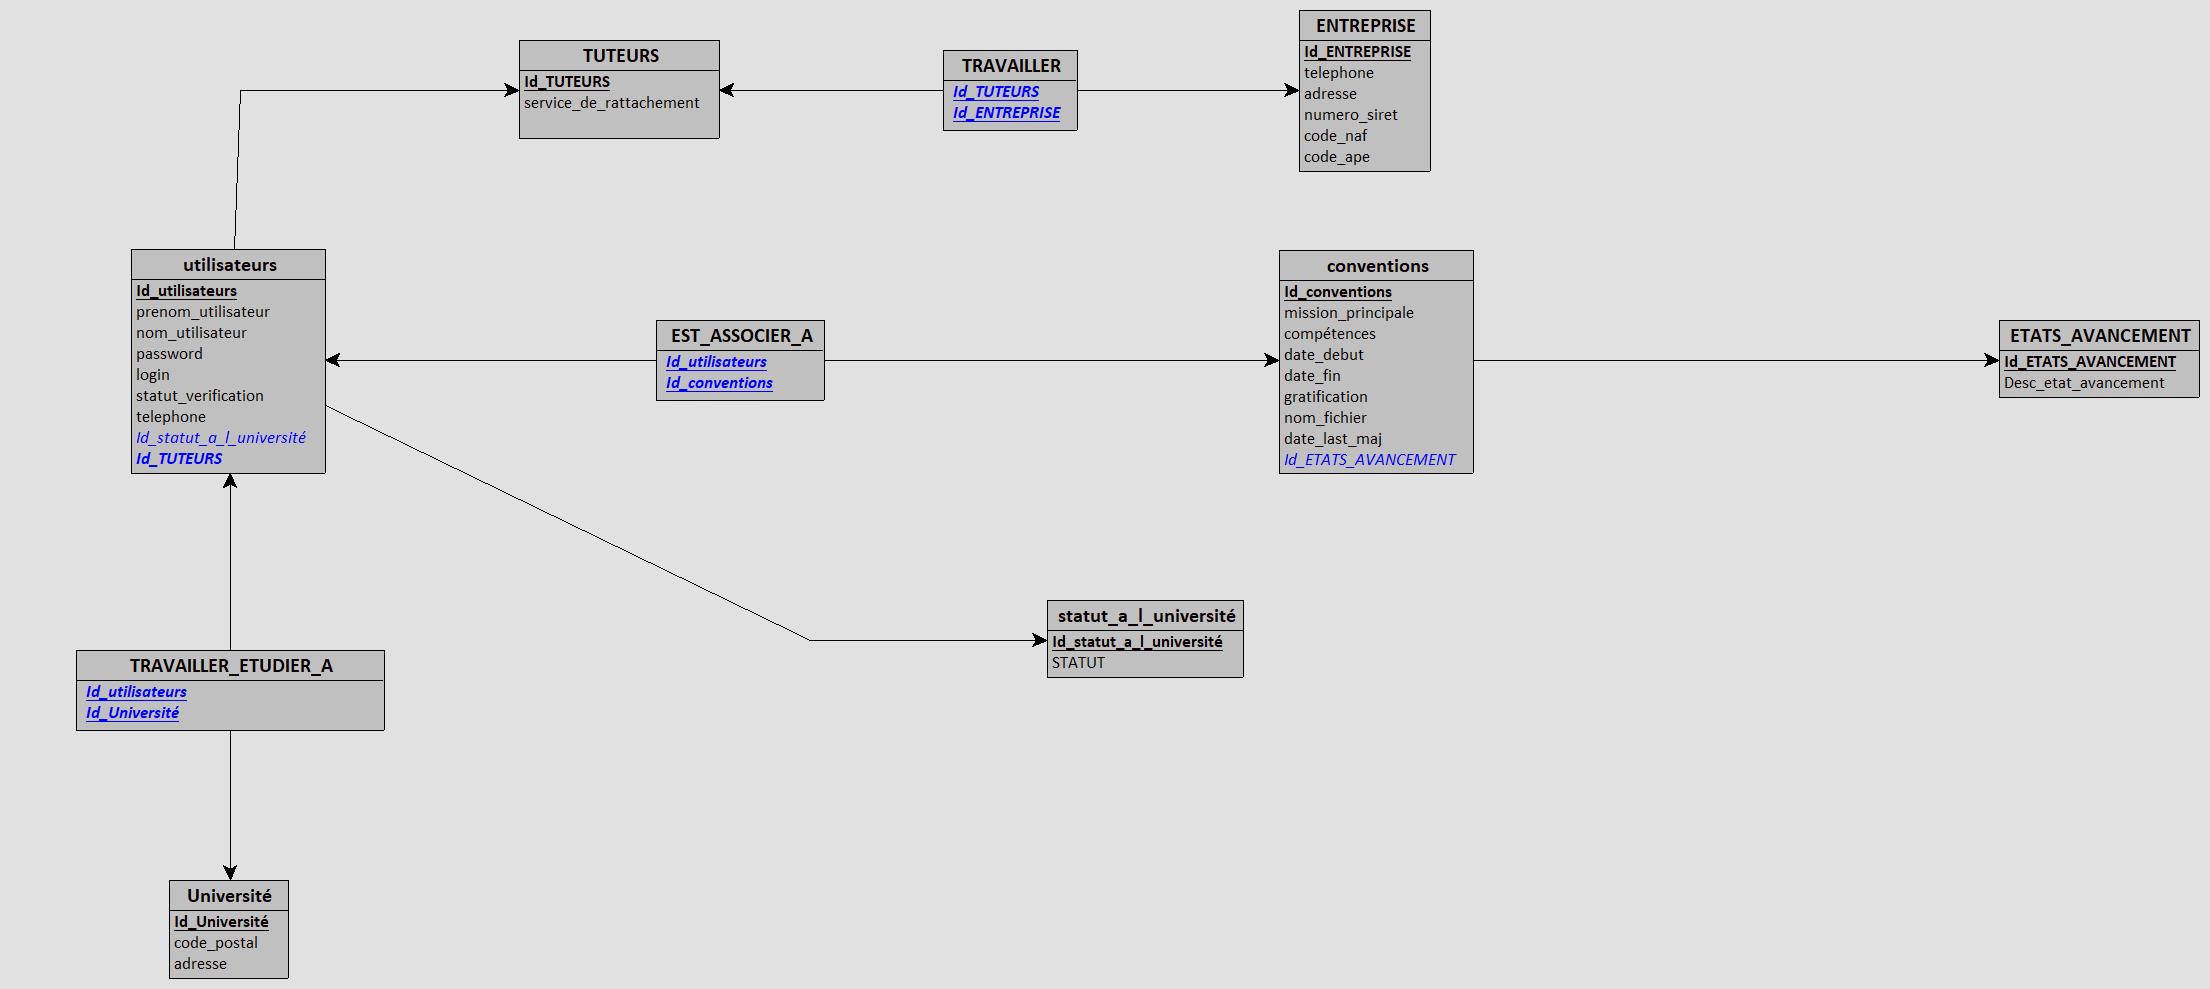 TUTEURS
Id_TUTEURS
service_de_rattachement
TRAVAILLER
Id_TUTEURS
Id_ENTREPRISE
ENTREPRISE
Id_ENTREPRISE
telephone
adresse
numero_siret
code_naf
code_ape
utilisateurs
Id_utilisateurs
prenom_utilisateur
nom_utilisateur
password
login
statut_verification
telephone
Id_statut_a_l_université
Id_TUTEURS
EST_ASSOCIER_A
Id_utilisateurs
Id_conventions
conventions
Id_conventions
mission_principale
compétences
date_debut
date_fin
gratification
nom_fichier
date_last_maj
Id_ETATS_AVANCEMENT
ETATS_AVANCEMENT
Id_ETATS_AVANCEMENT
Desc_etat_avancement
statut_a_l_université
Id_statut_a_l_université
STATUT
TRAVAILLER_ETUDIER_A
Id_utilisateurs
Id_Université
Université
Id_Université
code_postal
adresse